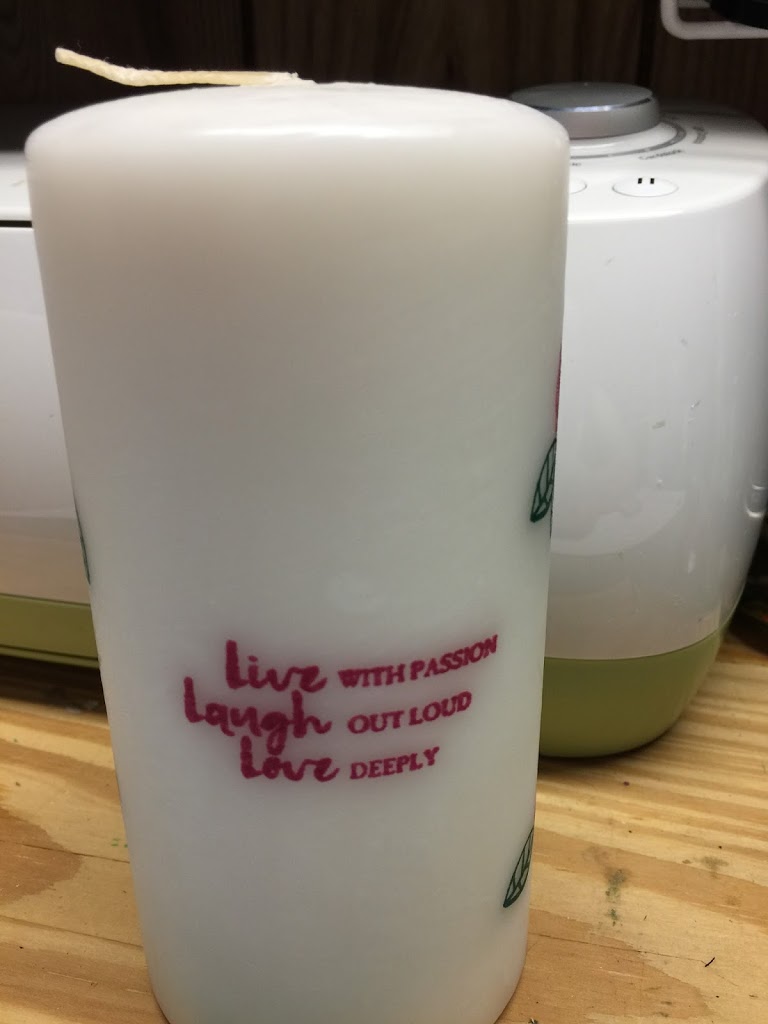 live WITH PASSION
laugh OUT LOUD
love DEEPLY